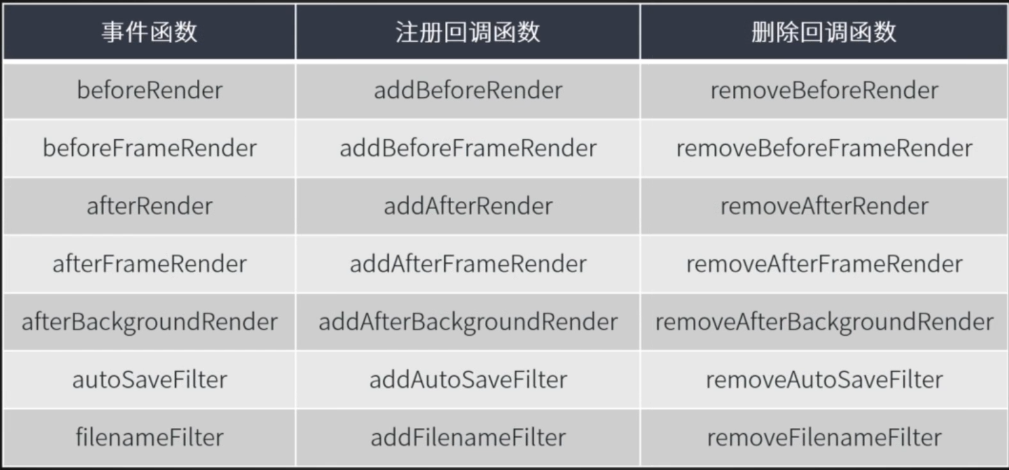 事件函数 注册回调函数 删除回调函数
beforeRender addBeforeRender removeBeforeRender
beforeFrameRender addBeforeFrameRender removeBeforeFrameRender
afterRender addAfterRender removeAfterRender
afterFrameRender addAfterFrameRender removeAfterFrameRender
afterBackgroundRender addAfterBackgroundRender removeAfterBackgroundRender
autoSaveFilter addAutoSaveFilter removeAutoSaveFilter
filenameFilter addFilenameFilter removeFilenameFilter